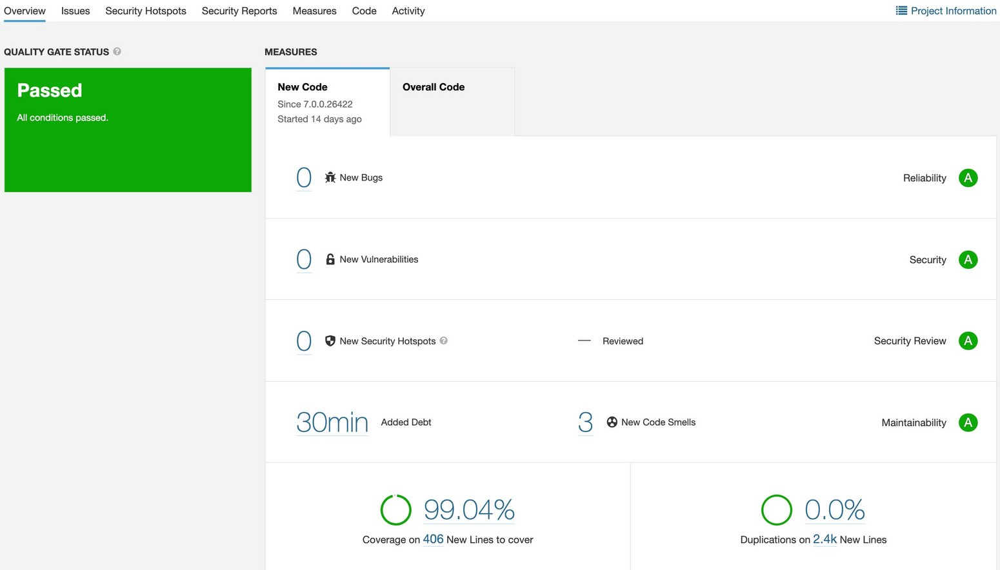 Overview Issues Security Hotspots Security Reports Measures Code Activity Project Information
QUALITY GATE STATUS ?
Passed
All conditions passed.
MEASURES
New Code
Since 7.0.0.26422
Started 14 days ago
Overall Code
0 New Bugs Reliability A
0 New Vulnerabilities Security A
0 New Security Hotspots ? — Reviewed Security Review A
30min Added Debt 3 New Code Smells Maintainability A
99.04%
Coverage on 406 New Lines to cover
0.0%
Duplications on 2.4k New Lines